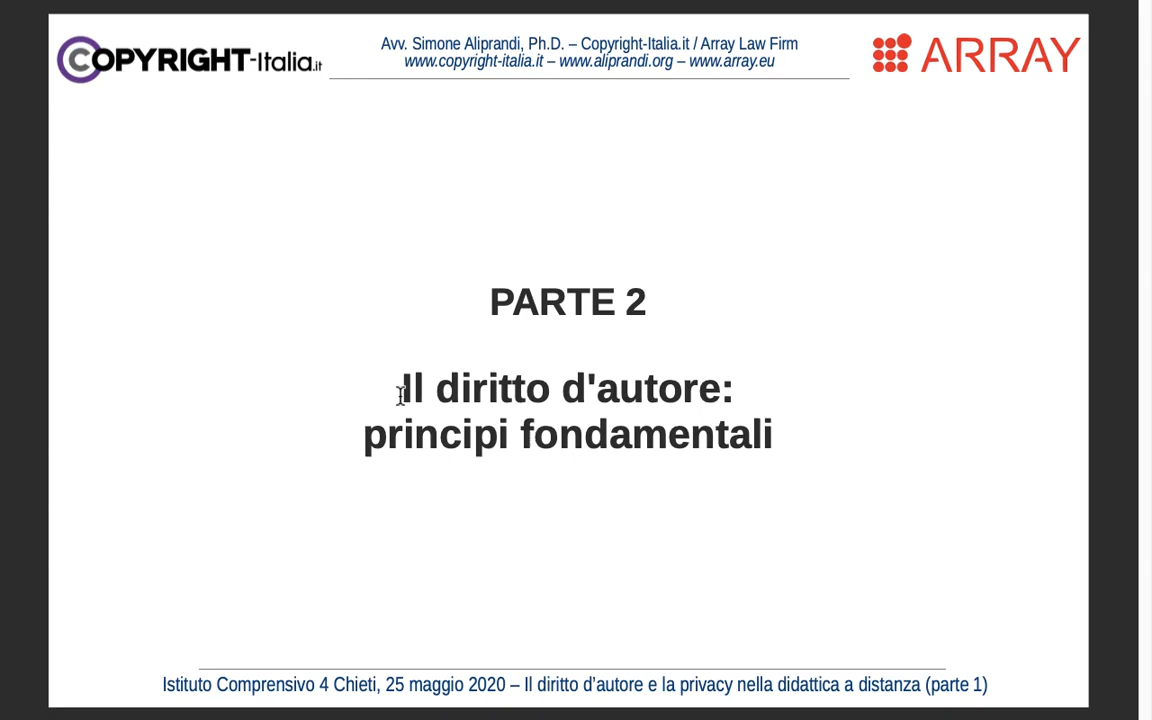 COPYRIGHT-Italia.it
Avv. Simone Aliprandi, Ph.D. – Copyright-Italia.it / Array Law Firm
www.copyright-italia.it – www.aliprandi.org – www.array.eu
ARRAY
PARTE 2
Il diritto d'autore:
principi fondamentali
Istituto Comprensivo 4 Chieti, 25 maggio 2020 – Il diritto d’autore e la privacy nella didattica a distanza (parte 1)